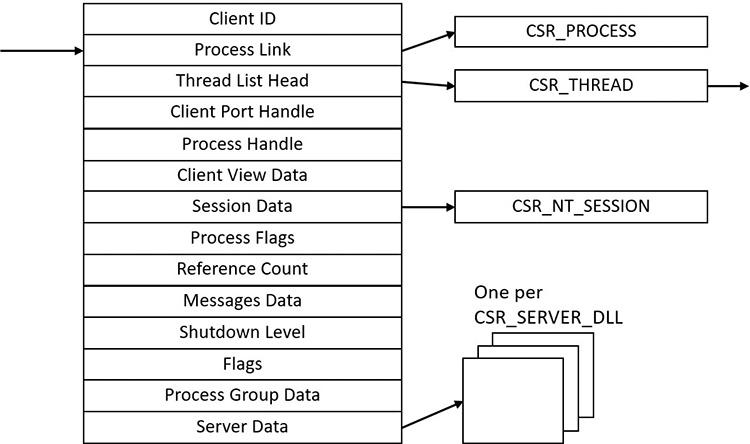 Client ID
Process Link
Thread List Head
Client Port Handle
Process Handle
Client View Data
Session Data
Process Flags
Reference Count
Messages Data
Shutdown Level
Flags
Process Group Data
Server Data
CSR_PROCESS
CSR_THREAD
CSR_NT_SESSION
One per
CSR_SERVER_DLL